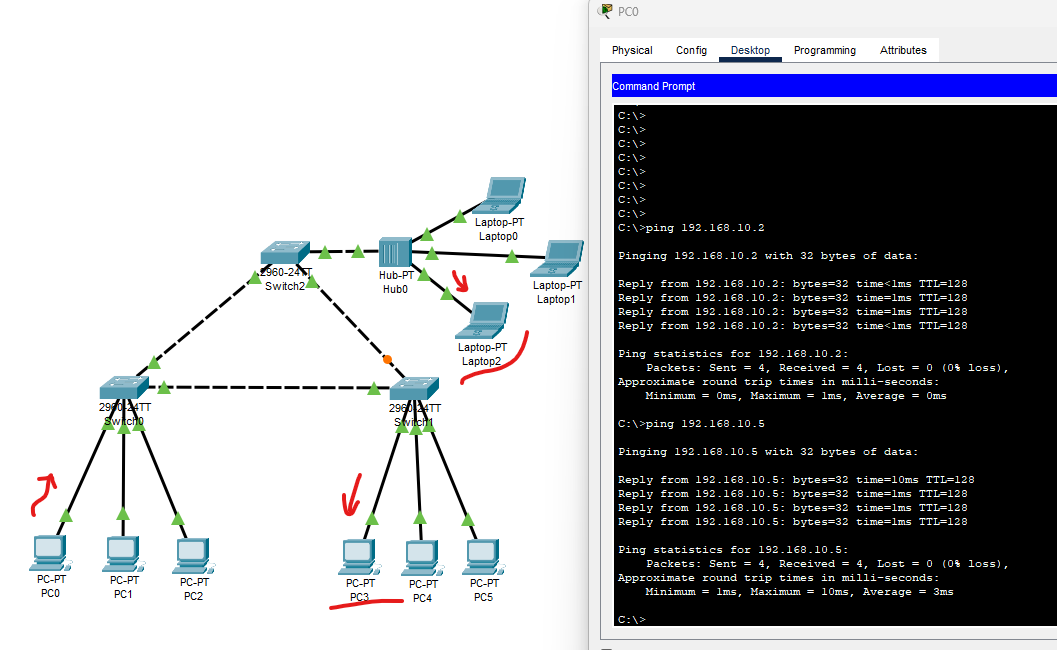 PC0
Physical Config Desktop Programming Attributes
Command Prompt
C:\>
C:\>
C:\>
C:\>
C:\>
C:\>
C:\>
C:\>
C:\>ping 192.168.10.2
Pinging 192.168.10.2 with 32 bytes of data:
Reply from 192.168.10.2: bytes=32 time<1ms TTL=128
Reply from 192.168.10.2: bytes=32 time=1ms TTL=128
Reply from 192.168.10.2: bytes=32 time=1ms TTL=128
Reply from 192.168.10.2: bytes=32 time<1ms TTL=128
Ping statistics for 192.168.10.2:
Packets: Sent = 4, Received = 4, Lost = 0 (0% loss),
Approximate round trip times in milli-seconds:
Minimum = 0ms, Maximum = 1ms, Average = 0ms
C:\>ping 192.168.10.5
Pinging 192.168.10.5 with 32 bytes of data:
Reply from 192.168.10.5: bytes=32 time=10ms TTL=128
Reply from 192.168.10.5: bytes=32 time=1ms TTL=128
Reply from 192.168.10.5: bytes=32 time=1ms TTL=128
Reply from 192.168.10.5: bytes=32 time=1ms TTL=128
Ping statistics for 192.168.10.5:
Packets: Sent = 4, Received = 4, Lost = 0 (0% loss),
Approximate round trip times in milli-seconds:
Minimum = 1ms, Maximum = 10ms, Average = 3ms
C:\>
Laptop-PT
Laptop0
2960-24TT
Switch2
Hub-PT
Hub0
Laptop-PT
Laptop1
Laptop-PT
Laptop2
2960-24TT
Switch0
2960-24TT
Switch1
PC-PT
PC0
PC-PT
PC1
PC-PT
PC2
PC-PT
PC3
PC-PT
PC4
PC-PT
PC5